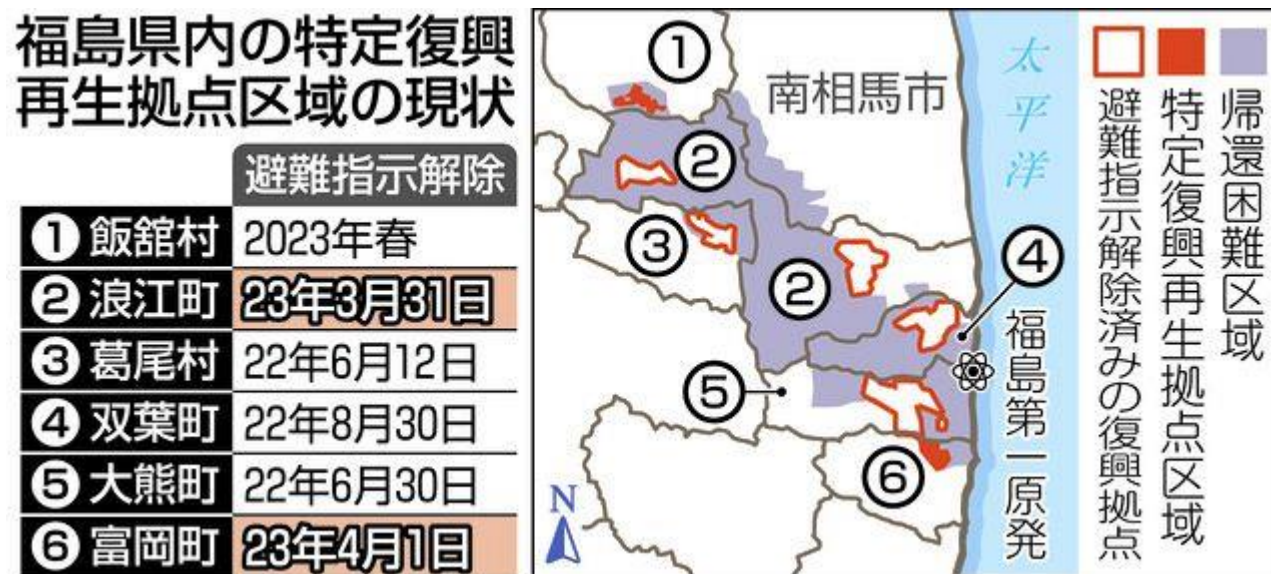 福島県内の特定復興
再生拠点区域の現状
避難指示解除
❶飯舘村 2023年春
❷浪江町 23年3月31日
❸葛尾村 22年6月12日
❹双葉町 22年8月30日
❺大熊町 22年6月30日
❻富岡町 23年4月1日
帰還困難区域
特定復興再生拠点区域
避難指示解除済みの復興拠点
太平洋
南相馬市
①
②
③
②
④
⑤
⑥
福島第一原発
N